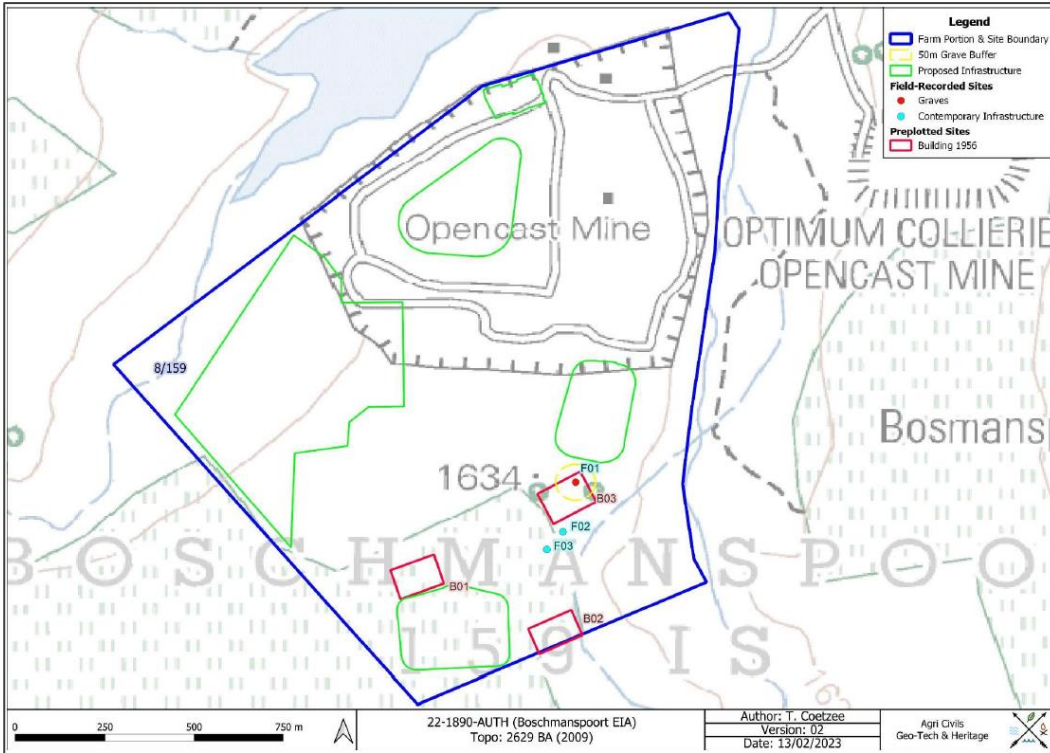 Legend
Farm Portion & Site Boundary
50m Grave Buffer
Proposed Infrastructure
Field-Recorded Sites
Graves
Contemporary Infrastructure
Preplotted Sites
Building 1956
Opencast Mine
OPTIMUM COLLIERIE
OPENCAST MINE
8/159
Bosmans
1634
F01
B03
F02
F03
BOSCHMANSPOO
B01
B02
159 IS
16
0 250 500 750 m
22-1890-AUTH (Boschmanspoort EIA)
Topo: 2629 BA (2009)
Author: T. Coetzee
Version: 02
Date: 13/02/2023
Agri Civils
Geo-Tech & Heritage